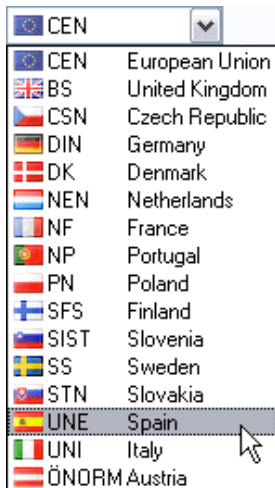 CEN
CEN European Union
BS United Kingdom
CSN Czech Republic
DIN Germany
DK Denmark
NEN Netherlands
NF France
NP Portugal
PN Poland
SFS Finland
SIST Slovenia
SS Sweden
STN Slovakia
UNE Spain
UNI Italy
ÖNORM Austria